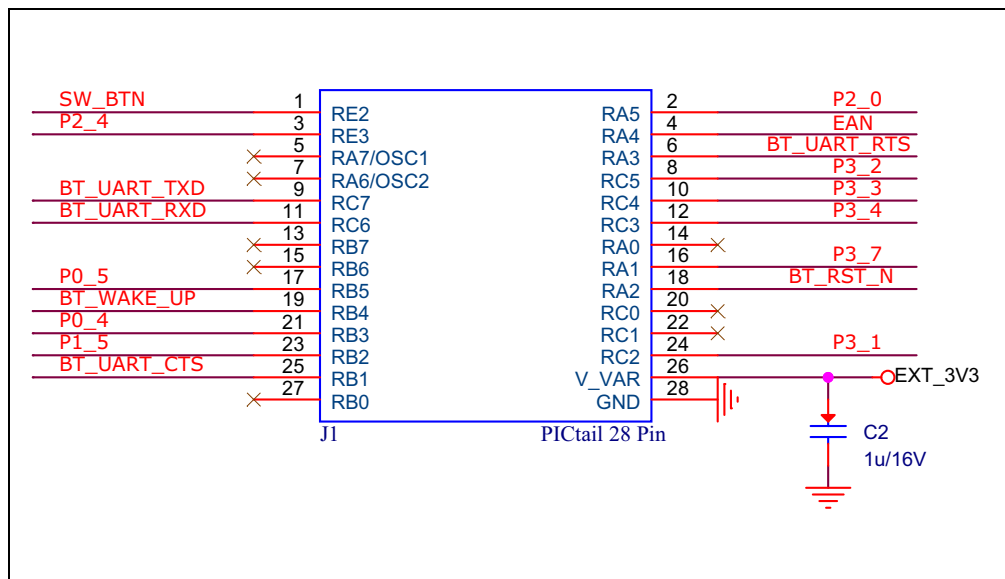 SW_BTN 1 RE2 RA5 2 P2_0
P2_4 3 RE3 RA4 4 EAN
5 RA7/OSC1 RA3 6 BT_UART_RTS
7 RA6/OSC2 RC5 8 P3_2
BT_UART_TXD 9 RC7 RC4 10 P3_3
BT_UART_RXD 11 RC6 RC3 12 P3_4
13 RB7 RA0 14
15 RB6 RA1 16 P3_7
P0_5 17 RB5 RA2 18 BT_RST_N
BT_WAKE_UP 19 RB4 RC0 20
P0_4 21 RB3 RC1 22
P1_5 23 RB2 RC2 24 P3_1
BT_UART_CTS 25 RB1 V_VAR 26 EXT_3V3
27 RB0 GND 28
J1 PICtail 28 Pin C2
1u/16V